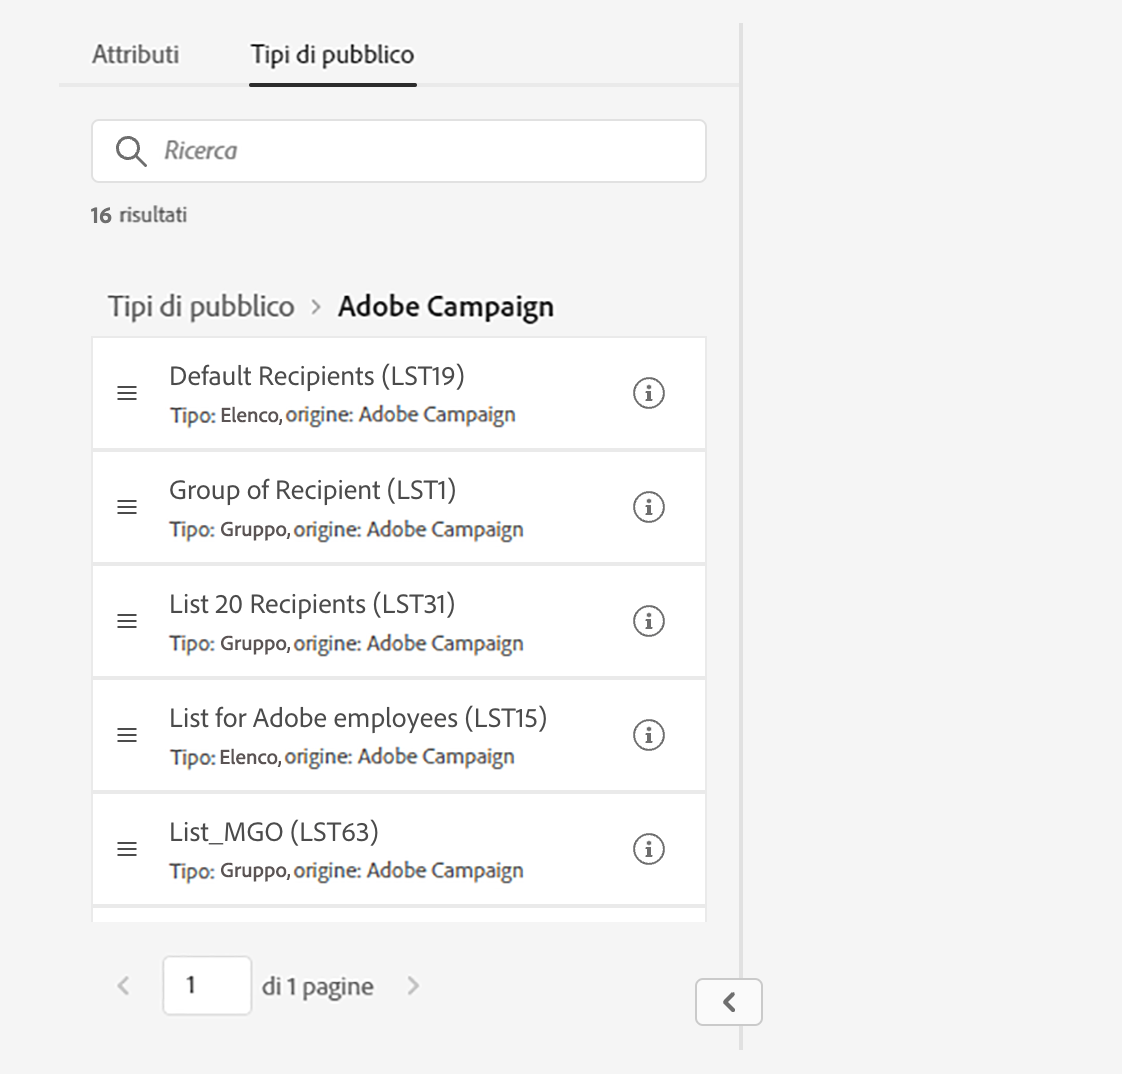 Attributi Tipi di pubblico
Ricerca
16 risultati
Tipi di pubblico > Adobe Campaign
Default Recipients (LST19)
Tipo: Elenco, origine: Adobe Campaign
Group of Recipient (LST1)
Tipo: Gruppo, origine: Adobe Campaign
List 20 Recipients (LST31)
Tipo: Gruppo, origine: Adobe Campaign
List for Adobe employees (LST15)
Tipo: Elenco, origine: Adobe Campaign
List_MGO (LST63)
Tipo: Gruppo, origine: Adobe Campaign
1 di 1 pagine